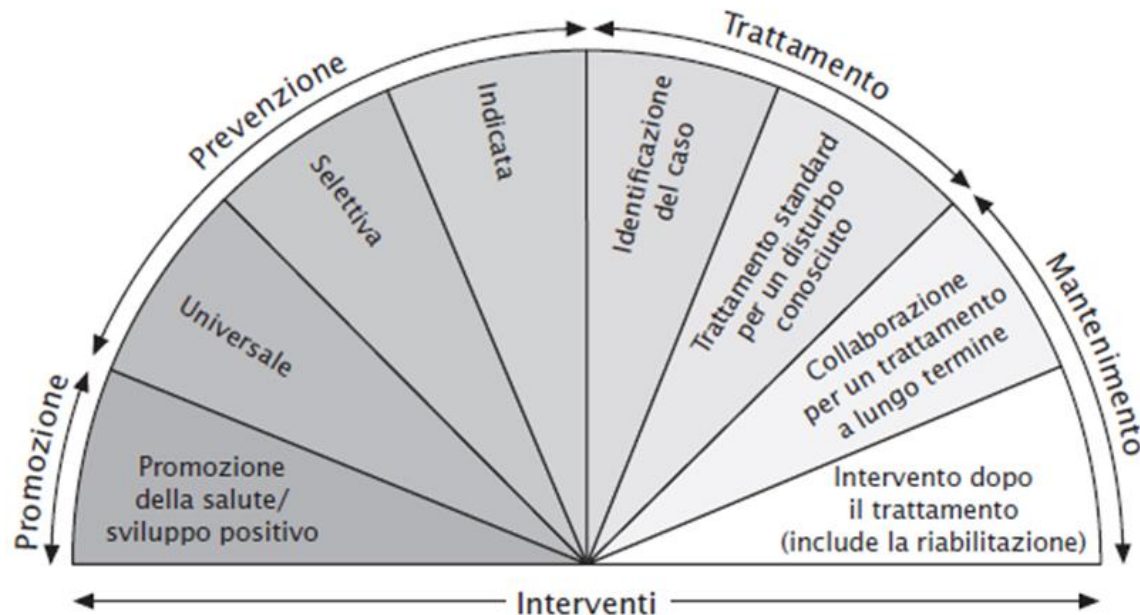 Promozione
Prevenzione
Trattamento
Mantenimento
Promozione
della salute/
sviluppo positivo
Universale
Selettiva
Indicata
Identificazione
del caso
Trattamento standard
per un disturbo
conosciuto
Collaborazione
per un trattamento
a lungo termine
Intervento dopo
il trattamento
(include la riabilitazione)
Interventi